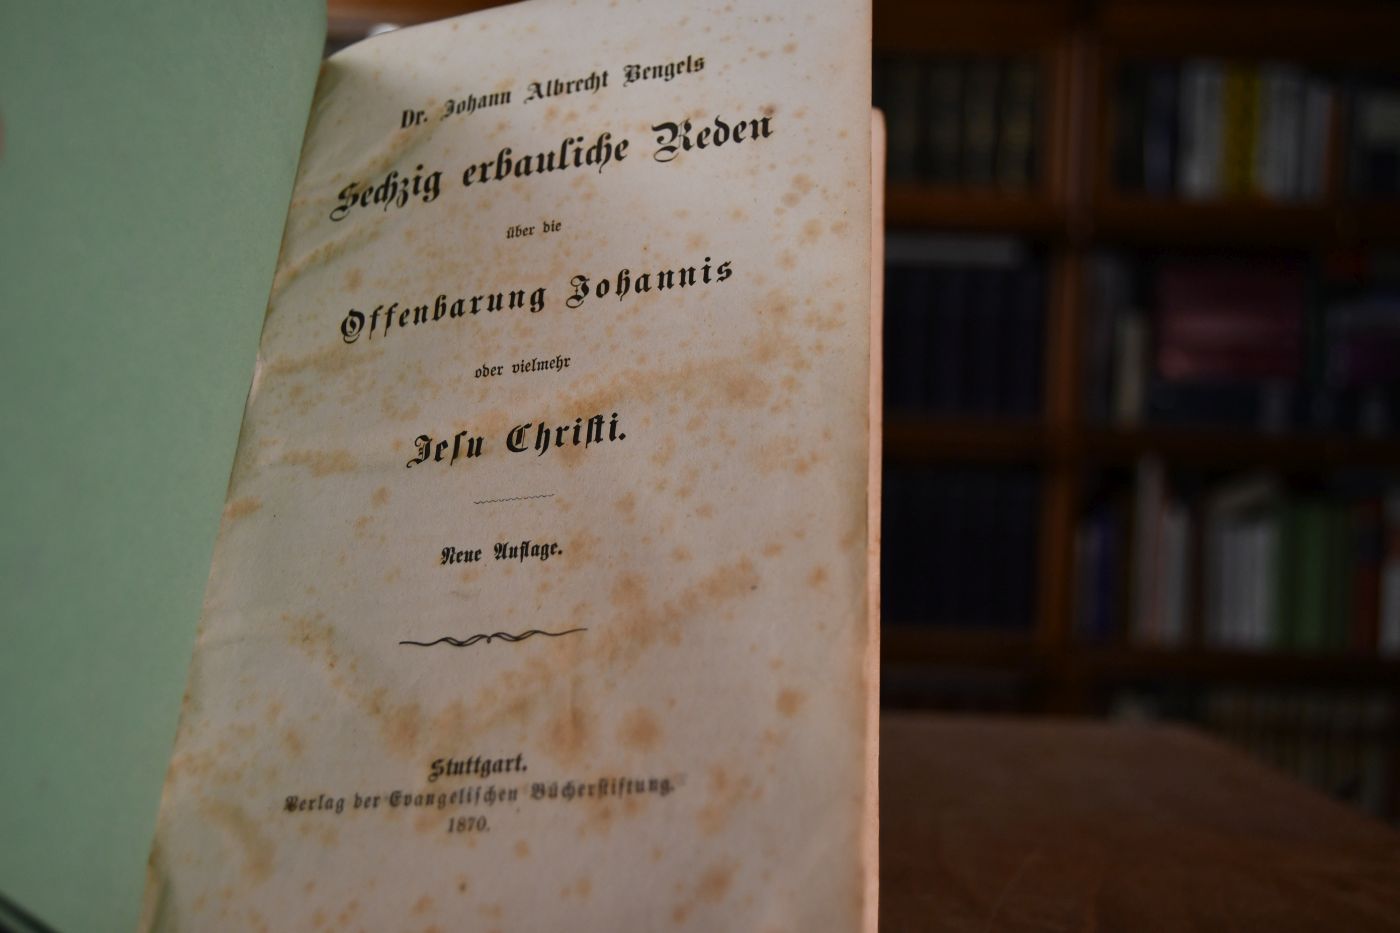 Dr. Johann Albrecht Bengels
Sechzig erbauliche Reden
über die
Offenbarung Johannis
oder vielmehr
Jeſu Chriſti.
Neue Auflage.
Stuttgart.
Verlag der Evangeliſchen Bücherſtiftung.
1870.